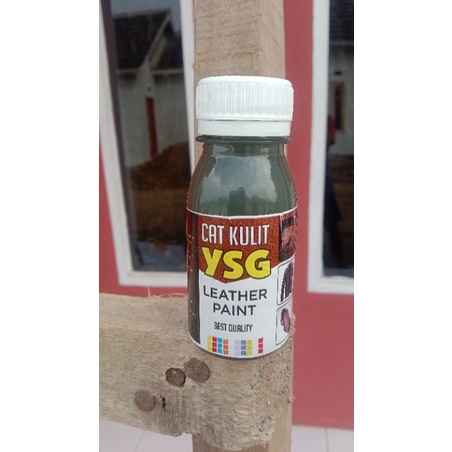 CAT KULIT
YSG
LEATHER
PAINT
BEST QUALITY